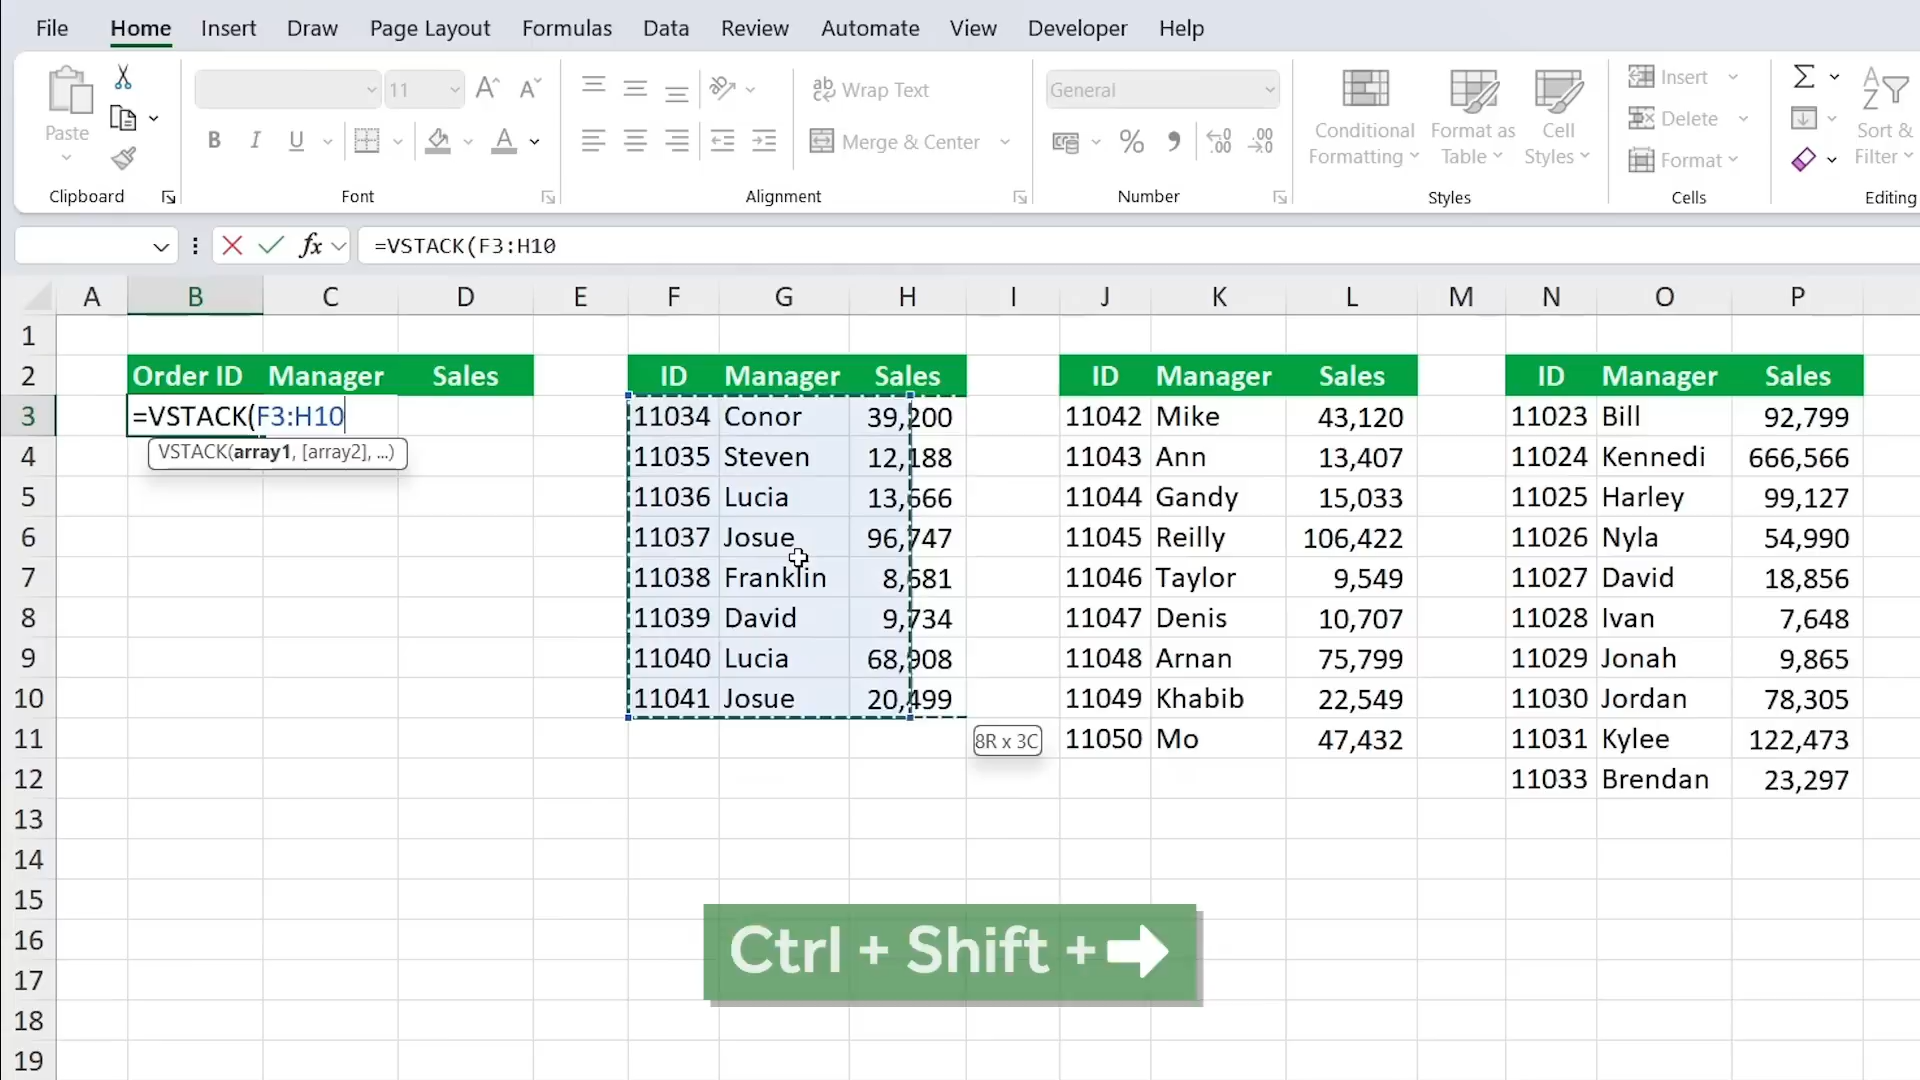 File Home Insert Draw Page Layout Formulas Data Review Automate View Developer Help
Paste
Clipboard
11
B I U
Font
ab Wrap Text
Merge & Center
Alignment
General
Number
Conditional Formatting
Format as Table
Cell Styles
Styles
Insert
Delete
Format
Cells
Sort &
Filter
Editing
fx =VSTACK(F3:H10
A B C D E F G H I J K L M N O P
1
2 Order ID Manager Sales ID Manager Sales ID Manager Sales ID Manager Sales
3 =VSTACK(F3:H10 11034 Conor 39,200 11042 Mike 43,120 11023 Bill 92,799
VSTACK(array1, [array2], ...)
4 11035 Steven 12,188 11043 Ann 13,407 11024 Kennedi 666,566
5 11036 Lucia 13,666 11044 Gandy 15,033 11025 Harley 99,127
6 11037 Josue 96,747 11045 Reilly 106,422 11026 Nyla 54,990
7 11038 Franklin 8,681 11046 Taylor 9,549 11027 David 18,856
8 11039 David 9,734 11047 Denis 10,707 11028 Ivan 7,648
9 11040 Lucia 68,908 11048 Arnan 75,799 11029 Jonah 9,865
10 11041 Josue 20,499 11049 Khabib 22,549 11030 Jordan 78,305
11 8R x 3C 11050 Mo 47,432 11031 Kylee 122,473
12 11033 Brendan 23,297
13
14
15
16
Ctrl + Shift + ➡
17
18
19